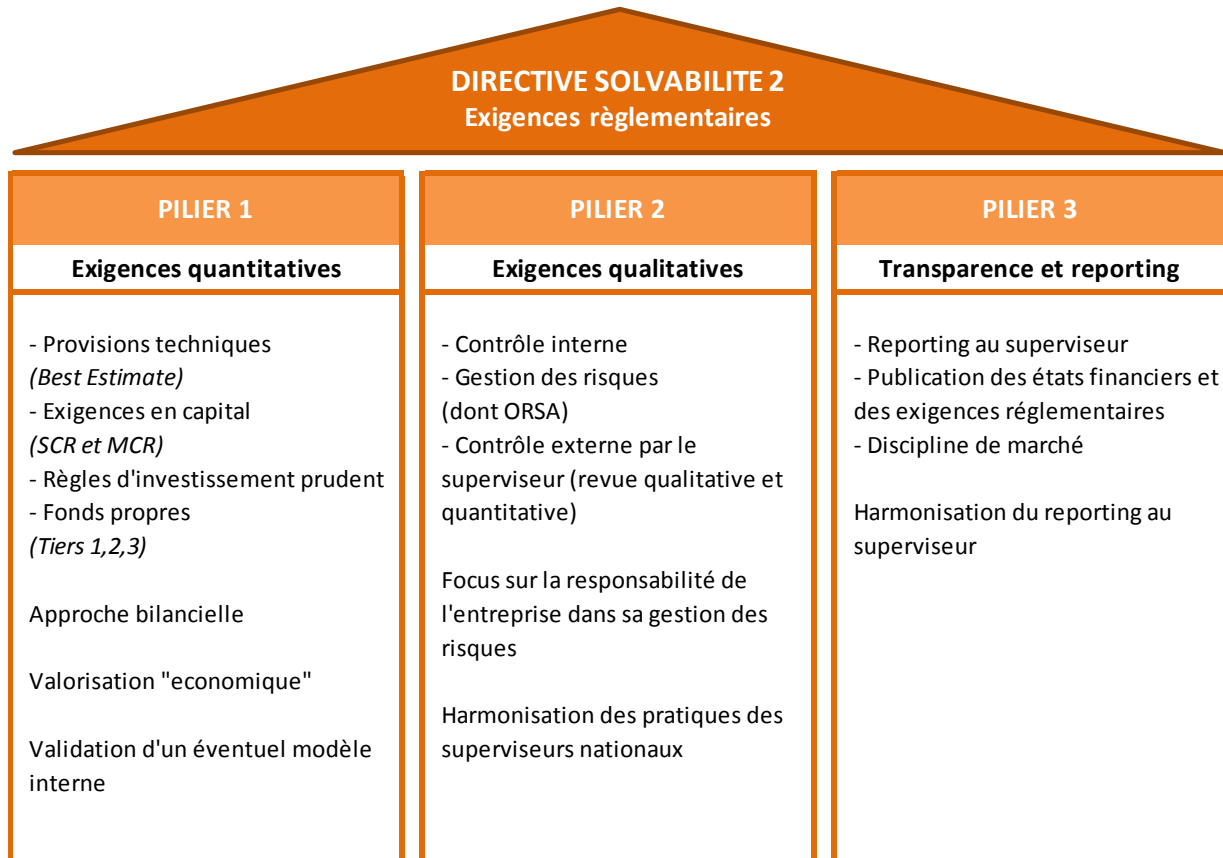 DIRECTIVE SOLVABILITE 2
Exigences règlementaires
PILIER 1
Exigences quantitatives
- Provisions techniques
(Best Estimate)
- Exigences en capital
(SCR et MCR)
- Règles d'investissement prudent
- Fonds propres
(Tiers 1,2,3)
Approche bilancielle
Valorisation "economique"
Validation d'un éventuel modèle
interne
PILIER 2
Exigences qualitatives
- Contrôle interne
- Gestion des risques
(dont ORSA)
- Contrôle externe par le
superviseur (revue qualitative et
quantitative)
Focus sur la responsabilité de
l'entreprise dans sa gestion des
risques
Harmonisation des pratiques des
superviseurs nationaux
PILIER 3
Transparence et reporting
- Reporting au superviseur
- Publication des états financiers et
des exigences réglementaires
- Discipline de marché
Harmonisation du reporting au
superviseur